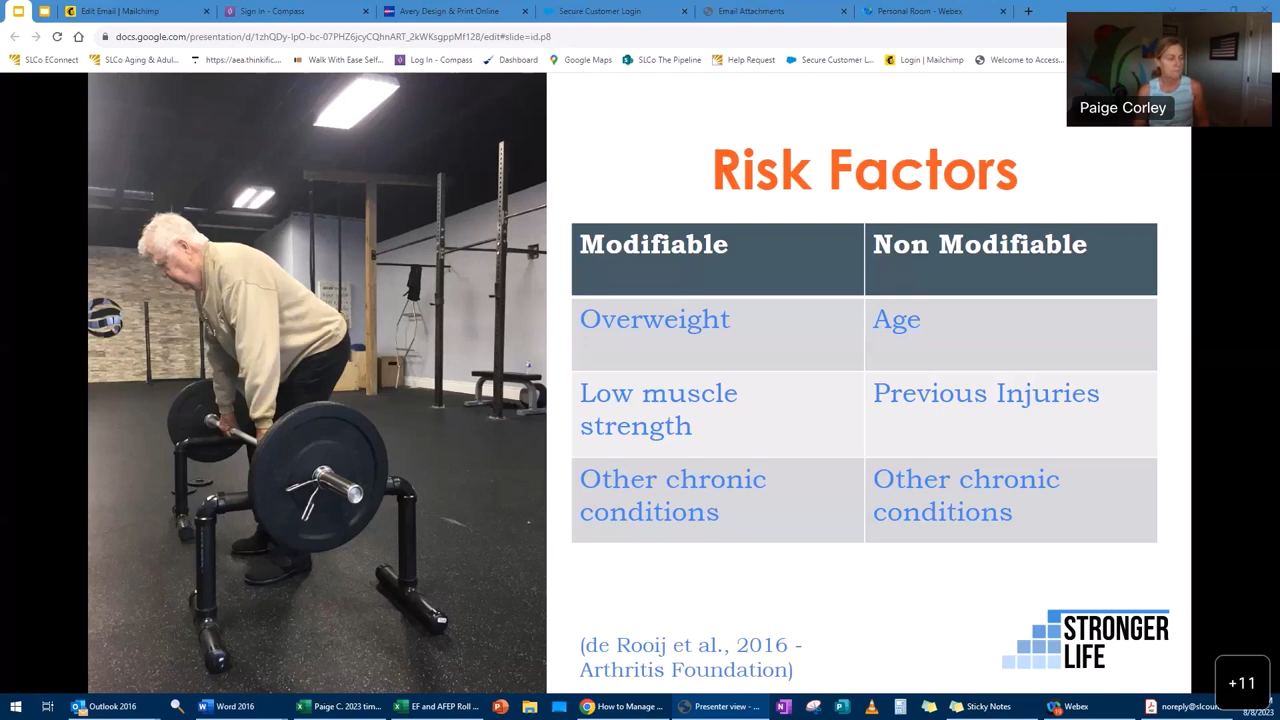 Edit Email | Mailchimp
Sign In - Compass
Avery Design & Print Online
Secure Customer Login
Email Attachments
Personal Room - Webex
docs.google.com/presentation/d/1zhQDy-IpO-bc-07PHZ6jcyCQhnART_2kWKsgppMf128/edit#slide=id.p8
SLCo EConnect
SLCo Aging & Adul...
https://aea.thinkific...
Walk With Ease Self...
Log In - Compass
Dashboard
Google Maps
SLCo The Pipeline
Help Request
Secure Customer L...
Login | Mailchimp
Welcome to Access...
Paige Corley
Risk Factors
Modifiable
Non Modifiable
Overweight
Age
Low muscle
strength
Previous Injuries
Other chronic
conditions
Other chronic
conditions
(de Rooij et al., 2016 -
Arthritis Foundation)
STRONGER
LIFE
+11
Outlook 2016
Word 2016
Paige C. 2023 tim...
EF and AFEP Roll ...
How to Manage ...
Presenter view - ...
Sticky Notes
Webex
noreply@slcoun...
8/8/2023